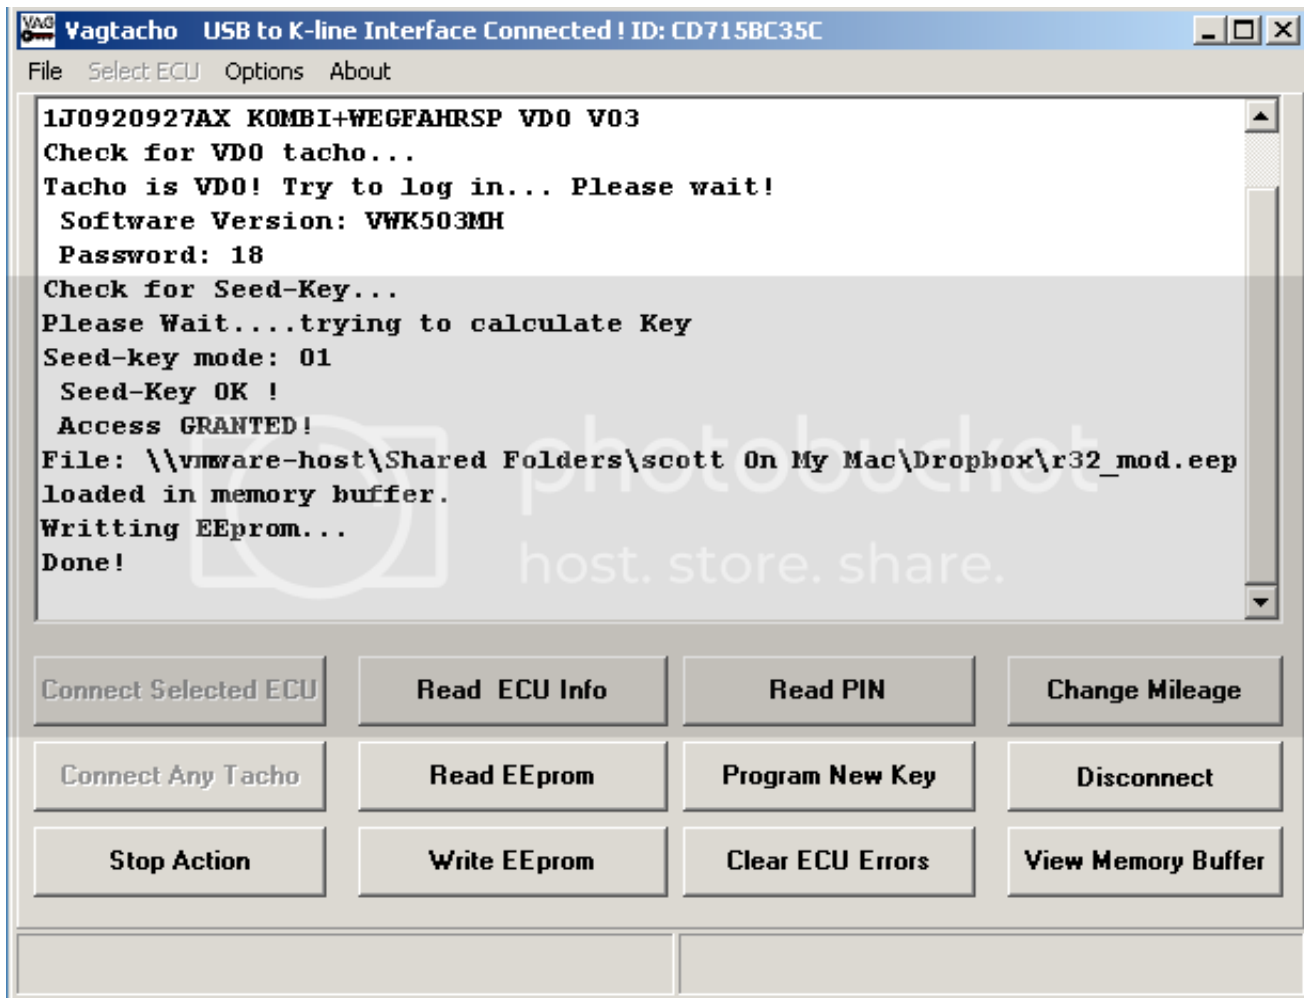 VAG Vagtacho USB to K-line Interface Connected ! ID: CD715BC35C
File Select ECU Options About
1J0920927AX KOMBI+WEGFAHRSP VDO V03
Check for VDO tacho...
Tacho is VDO! Try to log in... Please wait!
Software Version: VWK503MH
Password: 18
Check for Seed-Key...
Please Wait....trying to calculate Key
Seed-key mode: 01
Seed-Key OK !
Access GRANTED!
File: \\vmware-host\Shared Folders\scott On My Mac\Dropbox\r32_mod.eep
loaded in memory buffer.
Writting EEprom...
Done!
photobucket
host. store. share.
Connect Selected ECU Read ECU Info Read PIN Change Mileage
Connect Any Tacho Read EEprom Program New Key Disconnect
Stop Action Write EEprom Clear ECU Errors View Memory Buffer